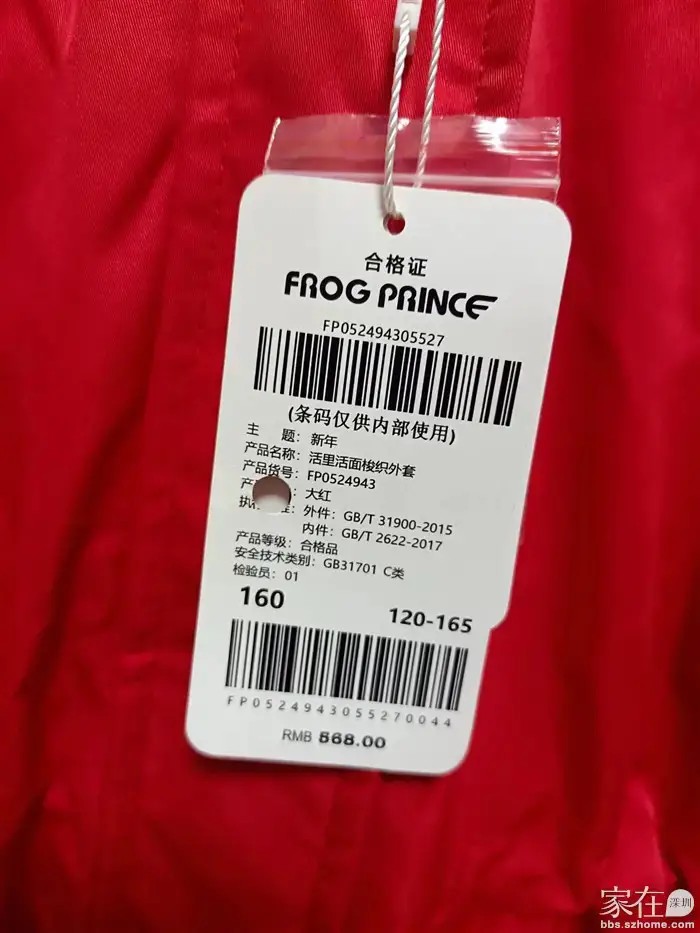 合格证
FROG PRINCE
FP052494305527
(条码仅供内部使用)
主 题：新年
产品名称：活里活面梭织外套
产品货号：FP0524943
大红
外件：GB/T 31900-2015
内件：GB/T 2622-2017
产品等级：合格品
安全技术类别：GB31701 C类
检验员：01
160
120-165
FP0524943055270044
RMB 568.00
家在深圳
bbs.szhome.com